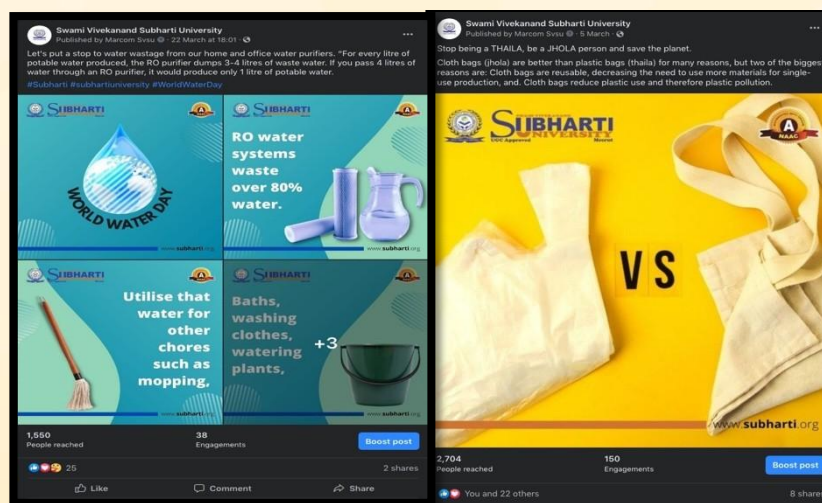 Swami Vivekanand Subharti University
Published by Marcom Svsu · 22 March at 18:01 ·
Let's put a stop to water wastage from our home and office water purifiers. "For every litre of
potable water produced, the RO purifier dumps 3-4 litres of waste water. If you pass 4 litres of
water through an RO purifier, it would produce only 1 litre of potable water.
#Subharti #subhartiuniversity #WorldWaterDay
SUBHARTI
WORLD WATER DAY
www.subharti.org
SUBHARTI
RO water
systems
waste
over 80%
water.
www.subharti.org
SUBHARTI
Utilise that
water for
other
chores
such as
mopping,
www.subharti.org
SUBHARTI
Baths,
washing
clothes,
watering
plants,
+3
www.subharti.org
1,550
People reached
38
Engagements
Boost post
25
2 shares
Like
Comment
Share
Swami Vivekanand Subharti University
Published by Marcom Svsu · 5 March ·
Stop being a THAILA, be a JHOLA person and save the planet.
Cloth bags (jhola) are better than plastic bags (thaila) for many reasons, but two of the biggest
reasons are: Cloth bags are reusable, decreasing the need to use more materials for single-
use production, and. Cloth bags reduce plastic use and therefore plastic pollution.
SUBHARTI
UNIVERSITY
UGC Approved
Meerut
A
NAAC
VS
www.subharti.org
2,704
People reached
150
Engagements
Boost post
You and 22 others
8 shares